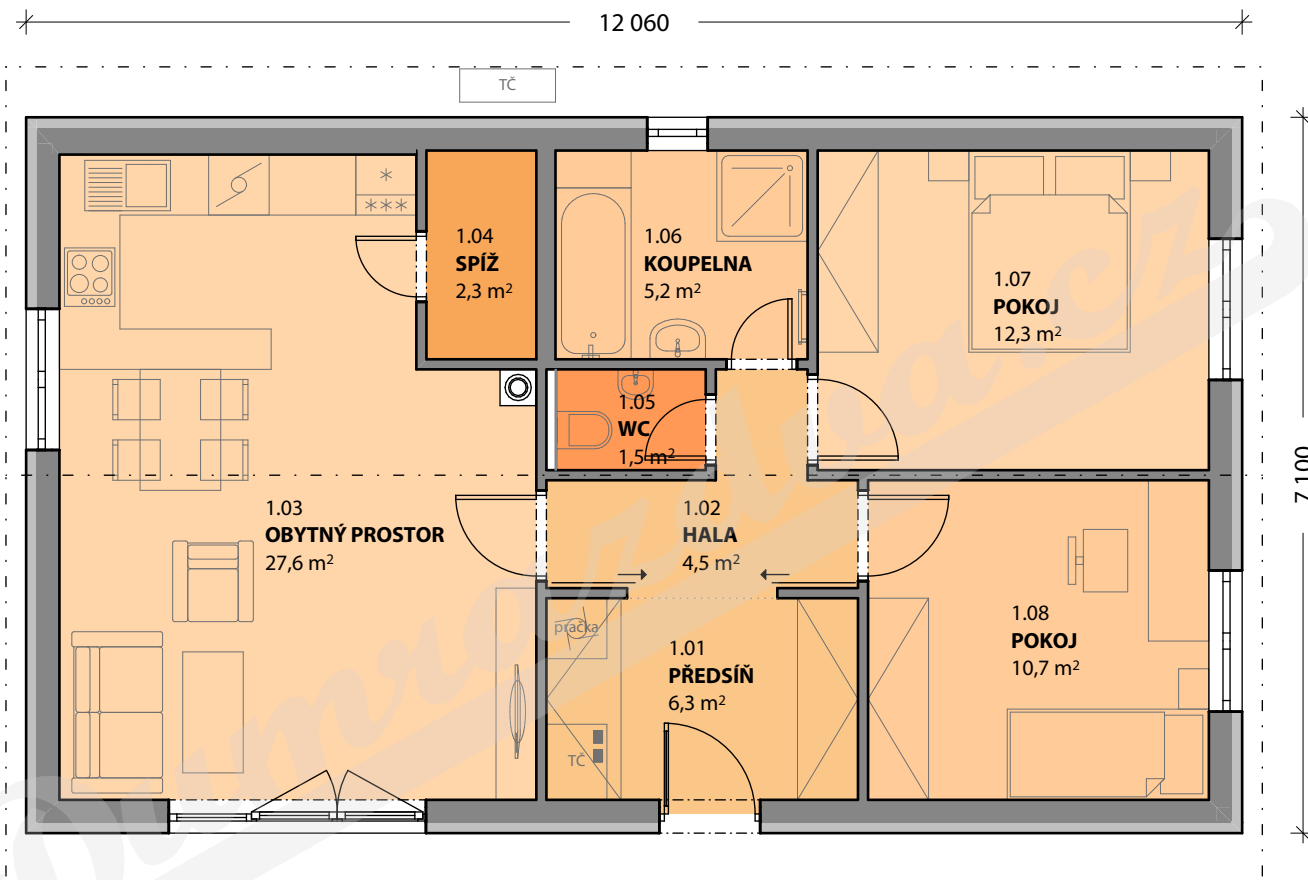 12 060
TČ
1.04
SPÍŽ
2,3 m²
1.06
KOUPELNA
5,2 m²
1.07
POKOJ
12,3 m²
1.05
WC
1,5 m²
7 100
1.03
OBYTNÝ PROSTOR
27,6 m²
1.02
HALA
4,5 m²
pračka
1.01
PŘEDSÍŇ
6,3 m²
1.08
POKOJ
10,7 m²
TČ